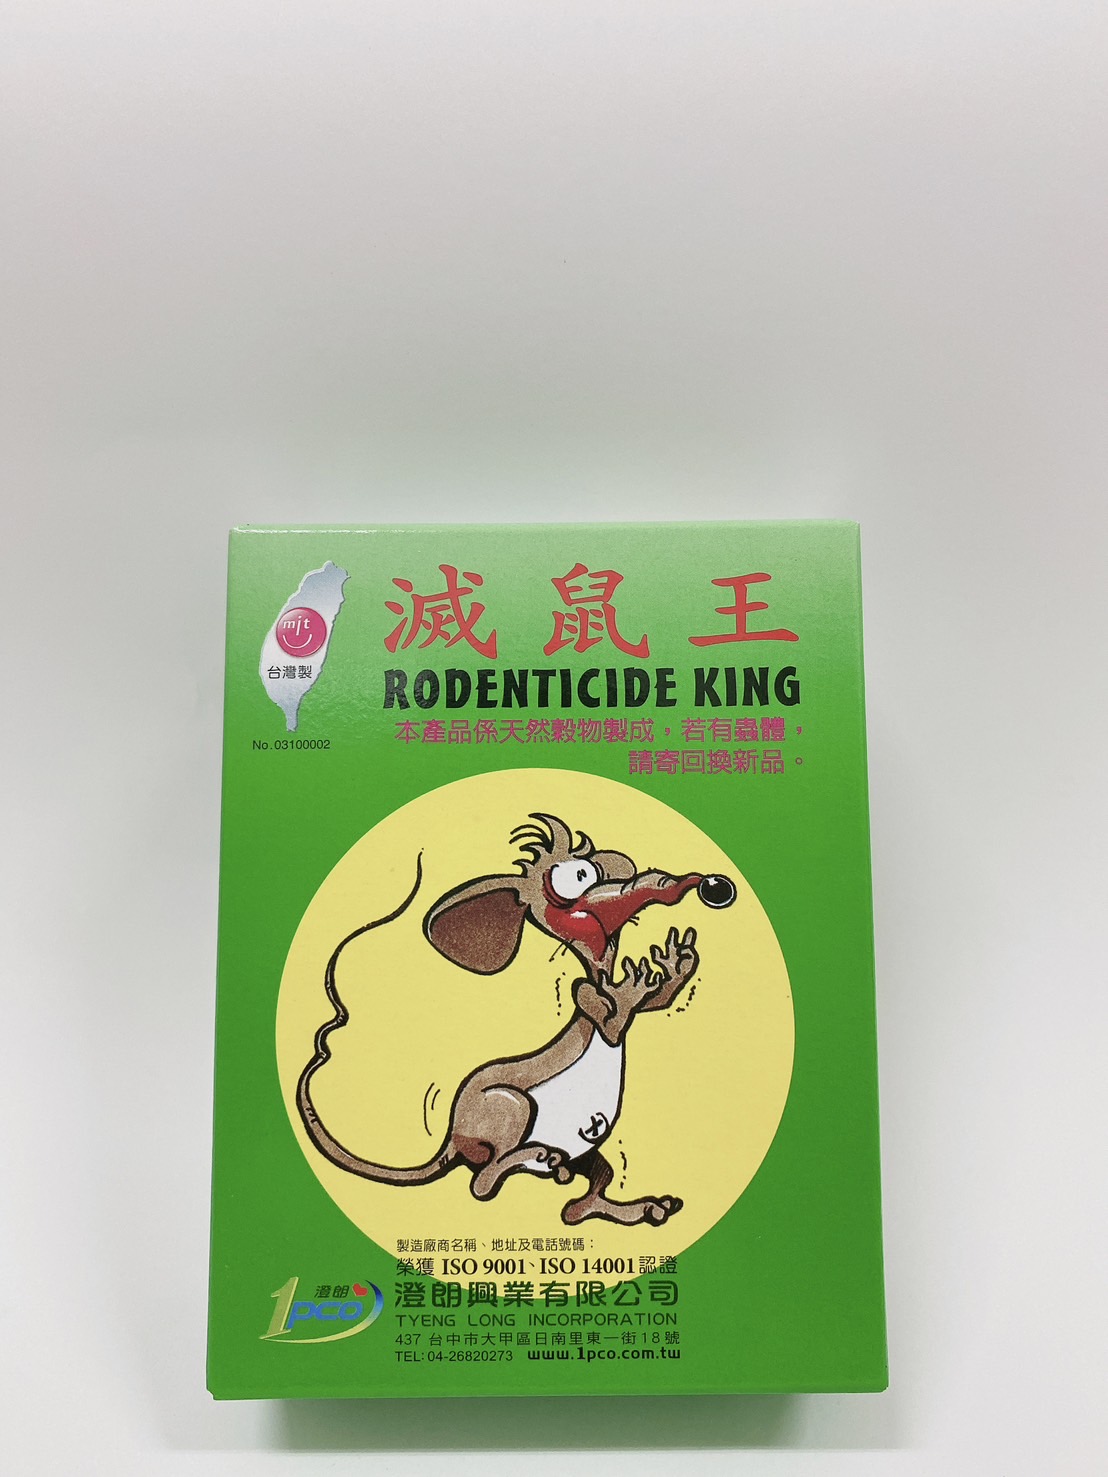 滅鼠王
RODENTICIDE KING
本產品係天然穀物製成，若有蟲體，
請寄回換新品。
mit
台灣製
No.03100002
製造廠商名稱、地址及電話號碼：
榮獲 ISO 9001、ISO 14001 認證
澄朗
1pco
澄朗興業有限公司
TYENG LONG INCORPORATION
437 台中市大甲區日南里東一街18號
TEL:04-26820273 www.1pco.com.tw